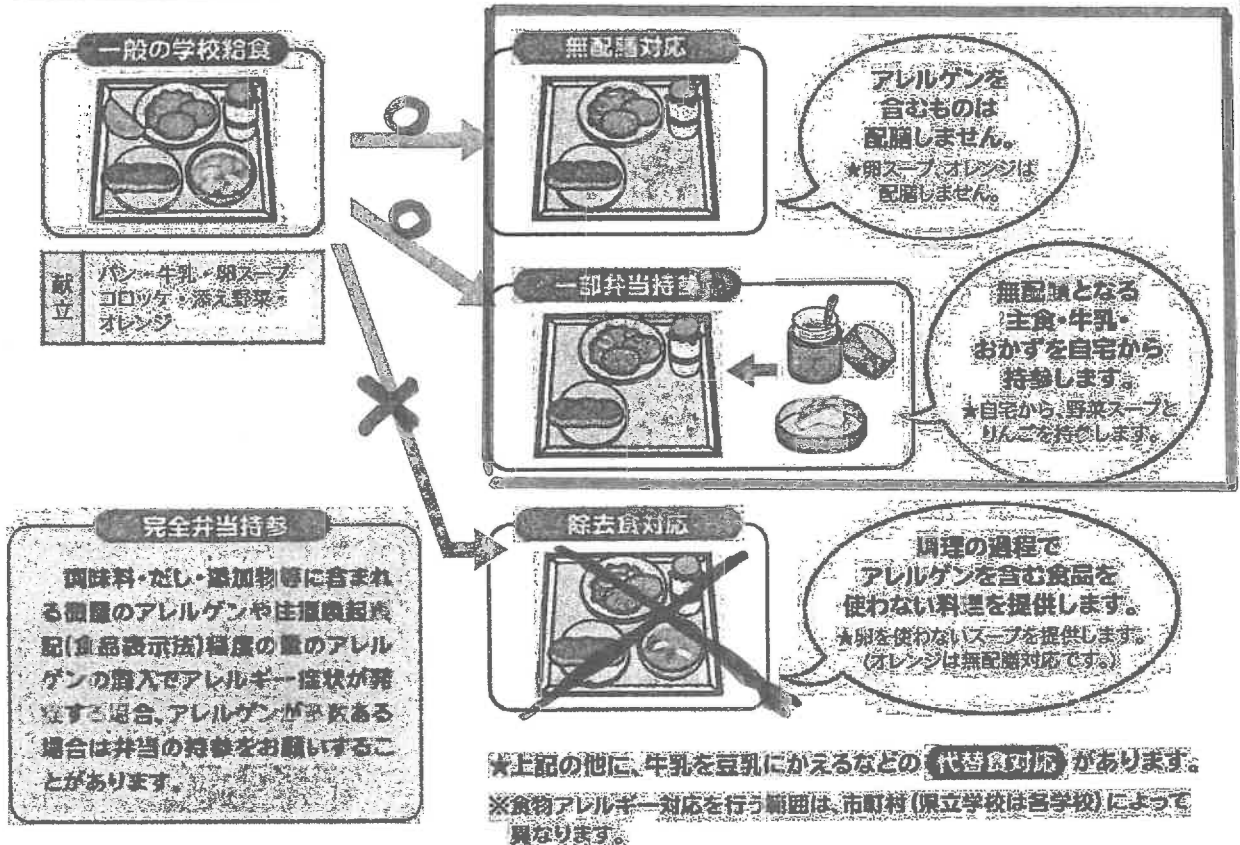 一般の学校給食
献立
パン・牛乳・卵スープ
コロッケ・添え野菜・
オレンジ
無配膳対応
アレルゲンを
含むものは
配膳しません。
★卵スープ、オレンジは
配膳しません。
一部弁当持参
無配膳となる
主食・牛乳・
おかずを自宅から
持参します。
★自宅から、野菜スープと
りんごを持参します。
完全弁当持参
調味料・だし・添加物等に含まれ
る微量のアレルゲンや注意喚起表
記(食品表示法)程度の量のアレル
ゲンの混入でアレルギー症状が発
症する場合、アレルゲンが多数ある
場合は弁当の持参をお願いするこ
とがあります。
除去食対応
調理の過程で
アレルゲンを含む食品を
使わない料理を提供します。
★卵を使わないスープを提供します。
(オレンジは無配膳対応です。)
★上記の他に、牛乳を豆乳にかえるなどの 代替食対応 があります。
※食物アレルギー対応を行う範囲は、市町村(県立学校は各学校)によって
異なります。